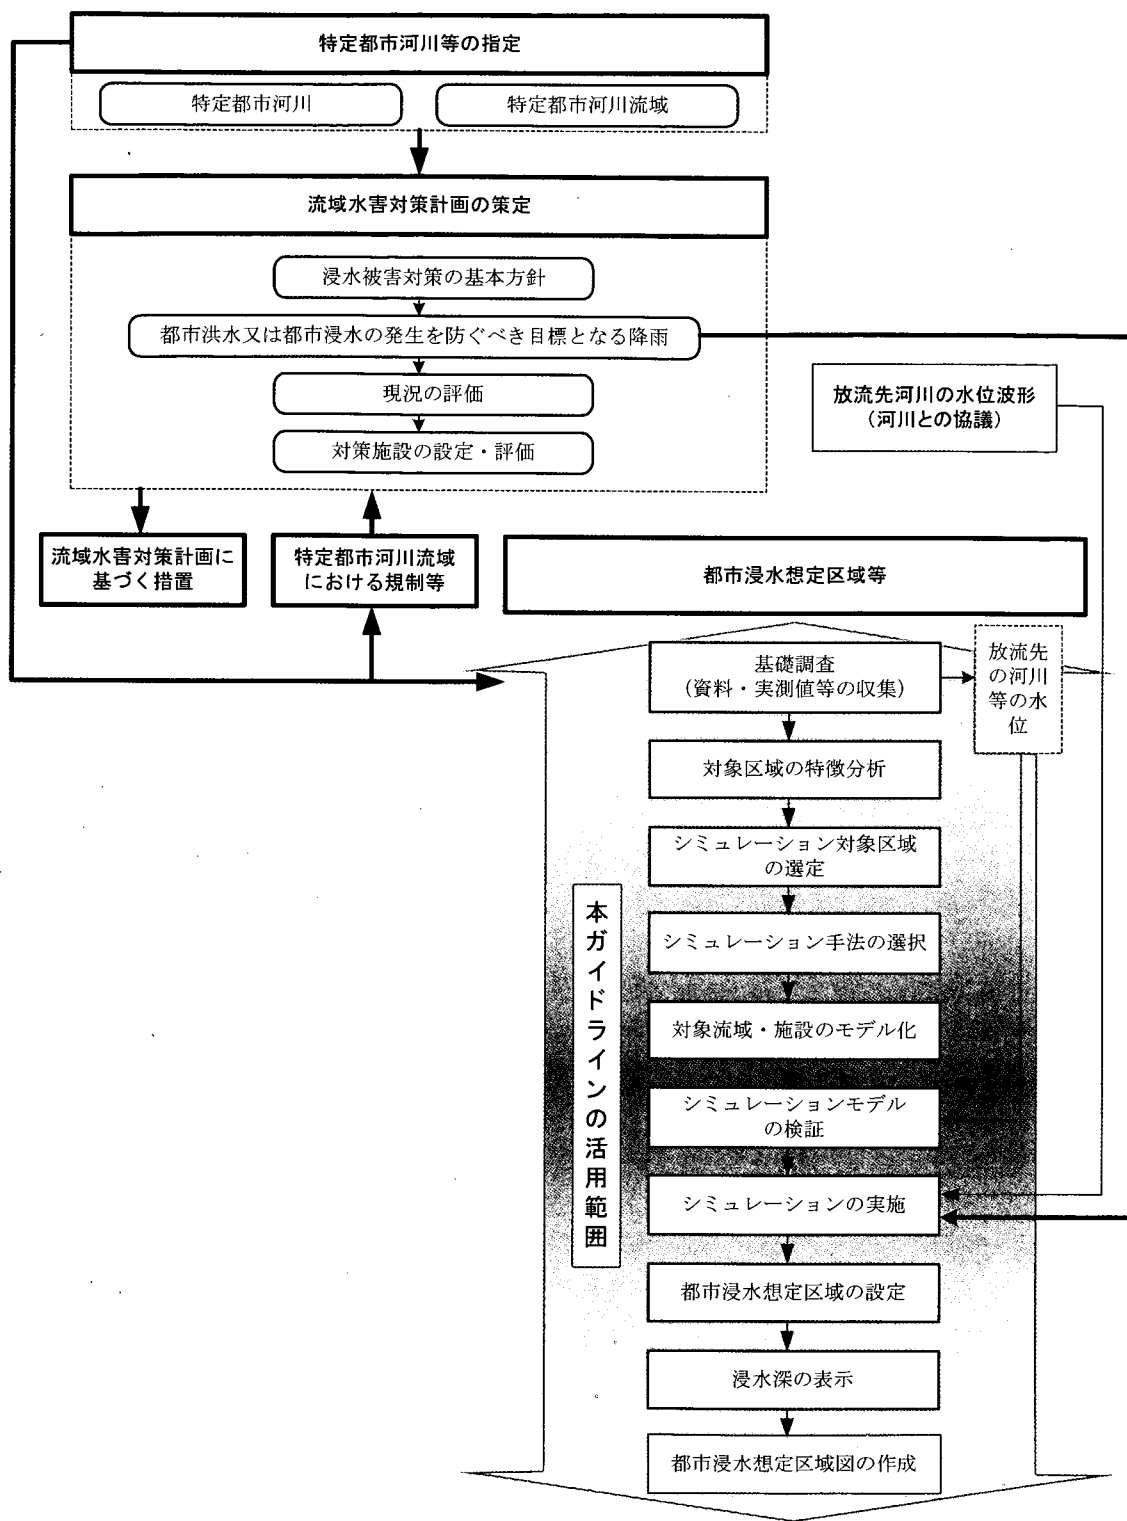 特定都市河川等の指定
特定都市河川
特定都市河川流域
流域水害対策計画の策定
浸水被害対策の基本方針
都市洪水又は都市浸水の発生を防ぐべき目標となる降雨
現況の評価
対策施設の設定・評価
放流先河川の水位波形
（河川との協議）
流域水害対策計画に
基づく措置
特定都市河川流域
における規制等
都市浸水想定区域等
基礎調査
（資料・実測値等の収集）
放流先
の河川
等の水
位
対象区域の特徴分析
シミュレーション対象区域
の選定
シミュレーション手法の選択
対象流域・施設のモデル化
シミュレーションモデル
の検証
シミュレーションの実施
都市浸水想定区域の設定
浸水深の表示
都市浸水想定区域図の作成
本ガイドラインの活用範囲